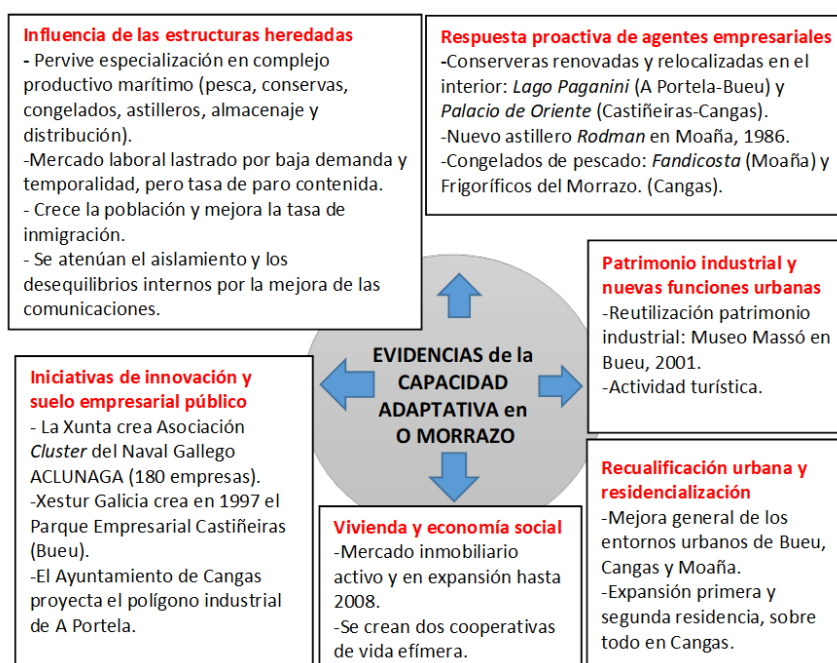 Influencia de las estructuras heredadas
- Pervive especialización en complejo
productivo marítimo (pesca, conservas,
congelados, astilleros, almacenaje y
distribución).
-Mercado laboral lastrado por baja demanda y
temporalidad, pero tasa de paro contenida.
- Crece la población y mejora la tasa de
inmigración.
- Se atenúan el aislamiento y los
desequilibrios internos por la mejora de las
comunicaciones.
Respuesta proactiva de agentes empresariales
-Conserveras renovadas y relocalizadas en el
interior: Lago Paganini (A Portela-Bueu) y
Palacio de Oriente (Castiñeiras-Cangas).
-Nuevo astillero Rodman en Moaña, 1986.
-Congelados de pescado: Fandicosta (Moaña) y
Frigoríficos del Morrazo. (Cangas).
EVIDENCIAS de la
CAPACIDAD
ADAPTATIVA en
O MORRAZO
Patrimonio industrial y
nuevas funciones urbanas
-Reutilización patrimonio
industrial: Museo Massó en
Bueu, 2001.
-Actividad turística.
Iniciativas de innovación y
suelo empresarial público
- La Xunta crea Asociación
Cluster del Naval Gallego
ACLUNAGA (180 empresas).
-Xestur Galicia crea en 1997 el
Parque Empresarial Castiñeiras
(Bueu).
-El Ayuntamiento de Cangas
proyecta el polígono industrial
de A Portela.
Vivienda y economía social
-Mercado inmobiliario
activo y en expansión hasta
2008.
-Se crean dos cooperativas
de vida efímera.
Recualificación urbana y
residencialización
-Mejora general de los
entornos urbanos de Bueu,
Cangas y Moaña.
-Expansión primera y
segunda residencia, sobre
todo en Cangas.